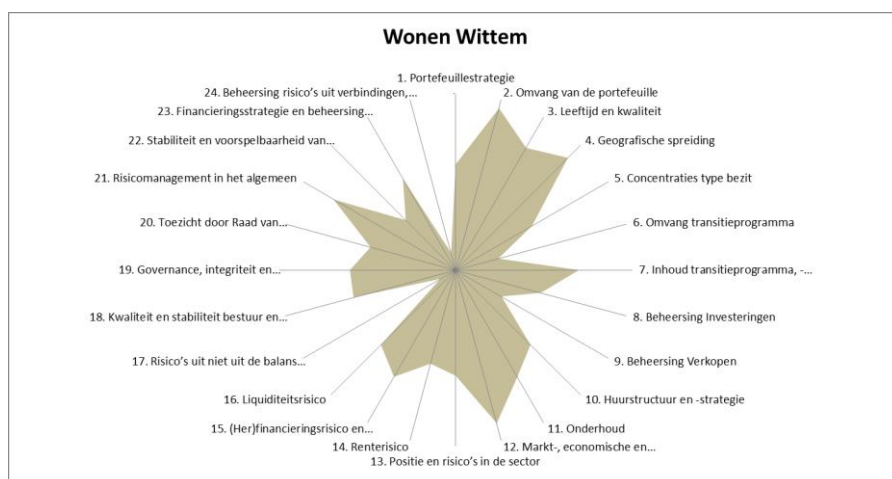 Wonen Wittem
1. Portefeuillestrategie
2. Omvang van de portefeuille
3. Leeftijd en kwaliteit
4. Geografische spreiding
5. Concentraties type bezit
6. Omvang transitieprogramma
7. Inhoud transitieprogramma, -...
8. Beheersing Investeringen
9. Beheersing Verkopen
10. Huurstructuur en -strategie
11. Onderhoud
12. Markt-, economische en...
13. Positie en risico's in de sector
14. Renterisico
15. (Her)financieringsrisico en...
16. Liquiditeitsrisico
17. Risico's uit niet uit de balans...
18. Kwaliteit en stabiliteit bestuur en...
19. Governance, integriteit en...
20. Toezicht door Raad van...
21. Risicomanagement in het algemeen
22. Stabiliteit en voorspelbaarheid van...
23. Financieringsstrategie en beheersing...
24. Beheersing risico's uit verbindingen,...